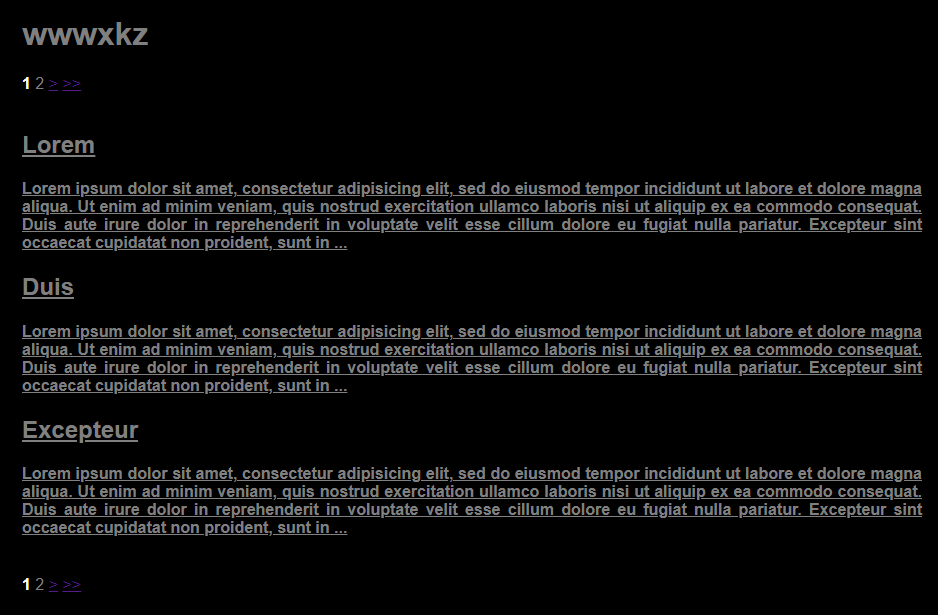 wwwxkz
1 2 > >>
Lorem
Lorem ipsum dolor sit amet, consectetur adipisicing elit, sed do eiusmod tempor incididunt ut labore et dolore magna
aliqua. Ut enim ad minim veniam, quis nostrud exercitation ullamco laboris nisi ut aliquip ex ea commodo consequat.
Duis aute irure dolor in reprehenderit in voluptate velit esse cillum dolore eu fugiat nulla pariatur. Excepteur sint
occaecat cupidatat non proident, sunt in ...
Duis
Lorem ipsum dolor sit amet, consectetur adipisicing elit, sed do eiusmod tempor incididunt ut labore et dolore magna
aliqua. Ut enim ad minim veniam, quis nostrud exercitation ullamco laboris nisi ut aliquip ex ea commodo consequat.
Duis aute irure dolor in reprehenderit in voluptate velit esse cillum dolore eu fugiat nulla pariatur. Excepteur sint
occaecat cupidatat non proident, sunt in ...
Excepteur
Lorem ipsum dolor sit amet, consectetur adipisicing elit, sed do eiusmod tempor incididunt ut labore et dolore magna
aliqua. Ut enim ad minim veniam, quis nostrud exercitation ullamco laboris nisi ut aliquip ex ea commodo consequat.
Duis aute irure dolor in reprehenderit in voluptate velit esse cillum dolore eu fugiat nulla pariatur. Excepteur sint
occaecat cupidatat non proident, sunt in ...
1 2 > >>